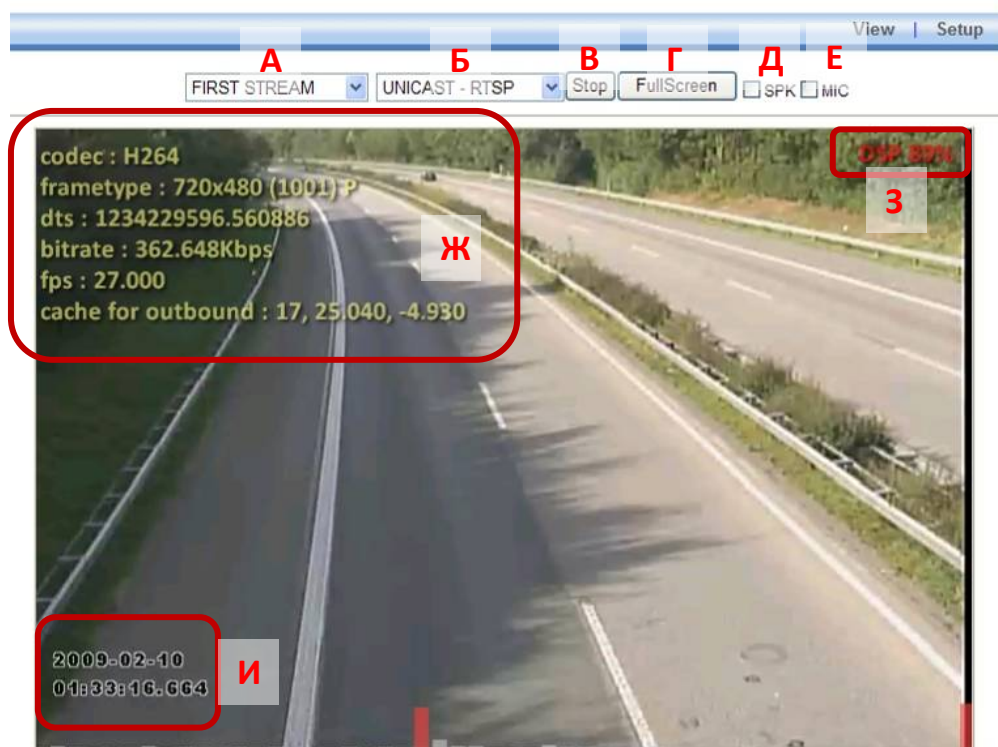 View | Setup
А Б В Г Д Е
FIRST STREAM UNICAST - RTSP Stop FullScreen SPK MIC
codec : H264
DSP 89%
frametype : 720x480 (1001) P
З
dts : 1234229596.560886
bitrate : 362.648Kbps
Ж
fps : 27.000
cache for outbound : 17, 25.040, -4.930
2009-02-10
И
01:33:16.664